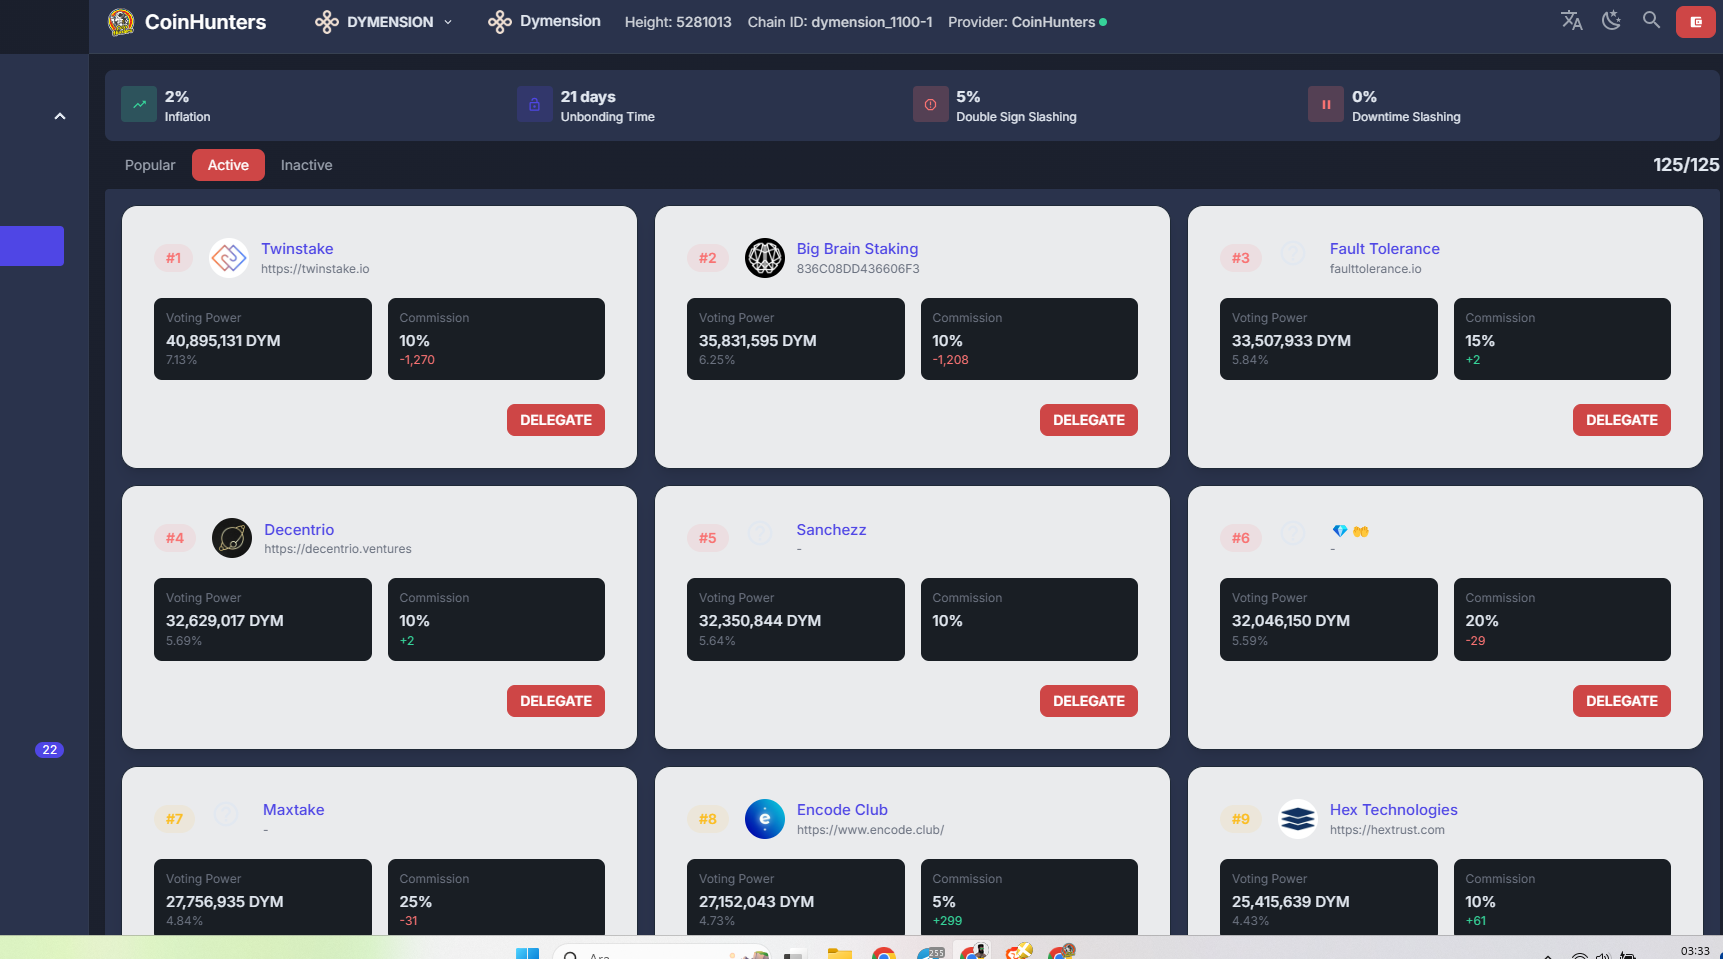 CoinHunters
DYMENSION
Dymension
Height: 5281013
Chain ID: dymension_1100-1
Provider: CoinHunters
2%
Inflation
21 days
Unbonding Time
5%
Double Sign Slashing
0%
Downtime Slashing
Popular
Active
Inactive
125/125
#1
Twinstake
https://twinstake.io
Voting Power
40,895,131 DYM
7.13%
Commission
10%
-1,270
DELEGATE
#2
Big Brain Staking
836C08DD436606F3
Voting Power
35,831,595 DYM
6.25%
Commission
10%
-1,208
DELEGATE
#3
Fault Tolerance
faulttolerance.io
Voting Power
33,507,933 DYM
5.84%
Commission
15%
+2
DELEGATE
#4
Decentrio
https://decentrio.ventures
Voting Power
32,629,017 DYM
5.69%
Commission
10%
+2
DELEGATE
#5
Sanchezz
-
Voting Power
32,350,844 DYM
5.64%
Commission
10%
DELEGATE
#6
💎🤲
-
Voting Power
32,046,150 DYM
5.59%
Commission
20%
-29
DELEGATE
#7
Maxtake
-
Voting Power
27,756,935 DYM
4.84%
Commission
25%
-31
#8
Encode Club
https://www.encode.club/
Voting Power
27,152,043 DYM
4.73%
Commission
5%
+299
#9
Hex Technologies
https://hextrust.com
Voting Power
25,415,639 DYM
4.43%
Commission
10%
+61
22
Ara
255
03:33